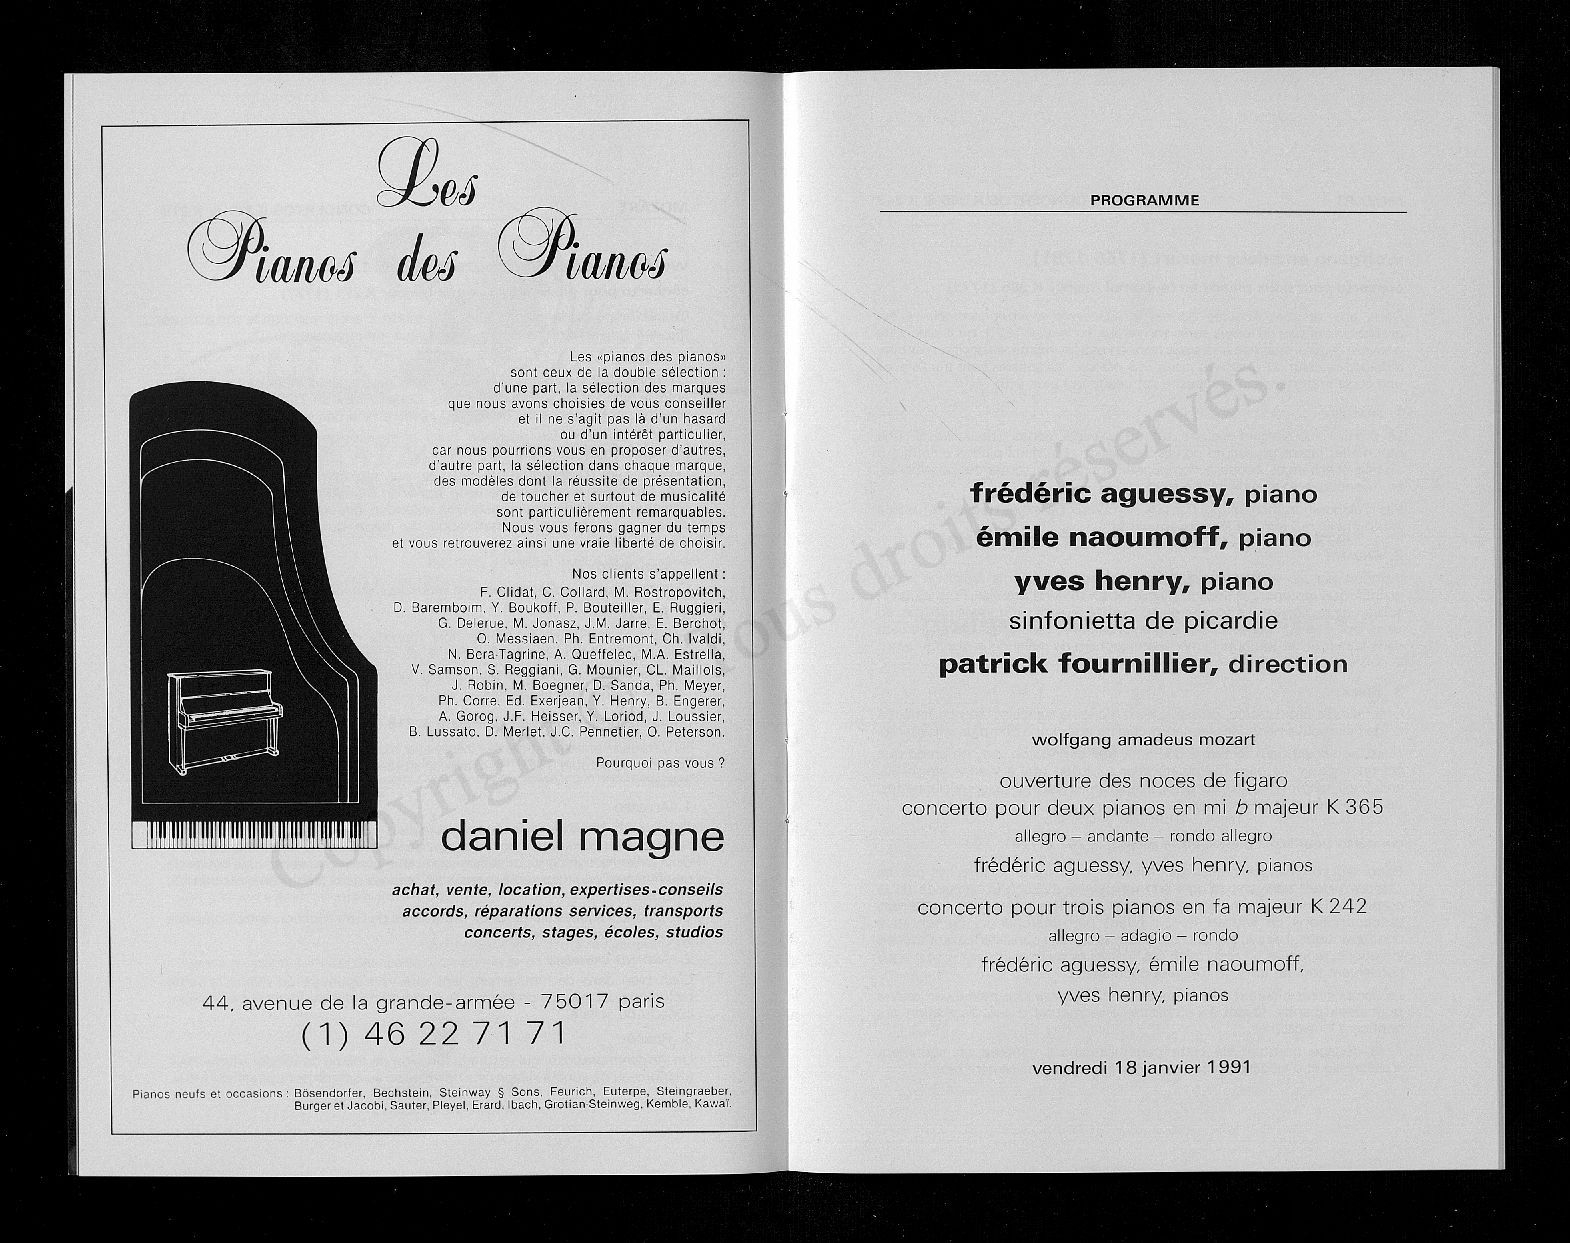 Les
Pianos des Pianos
Les «pianos des pianos»
sont ceux de la double sélection :
d'une part, la sélection des marques
que nous avons choisies de vous conseiller
et il ne s'agit pas là d'un hasard
ou d'un intérêt particulier,
car nous pourrions vous en proposer d'autres,
d'autre part, la sélection dans chaque marque,
des modèles dont la réussite de présentation,
de toucher et surtout de musicalité
sont particulièrement remarquables.
Nous vous ferons gagner du temps
et vous retrouverez ainsi une vraie liberté de choisir.
Nos clients s'appellent :
F. Clidat, C. Collard, M. Rostropovitch,
D. Baremboim, Y. Boukoff, P. Bouteiller, E. Ruggieri,
G. Delerue, M. Jonasz, J.M. Jarre, E. Berchot,
O. Messiaen, Ph. Entremont, Ch. Ivaldi,
N. Bera-Tagrine, A. Queffelec, M.A. Estrella,
V. Samson, S. Reggiani, G. Mounier, CL. Maillols,
J. Robin, M. Boegner, D. Sanda, Ph. Meyer,
Ph. Corre, Ed. Exerjean, Y. Henry, B. Engerer,
A. Gorog, J.F. Heisser, Y. Loriod, J. Loussier,
B. Lussato, D. Merlet, J.C. Pennetier, O. Peterson.
Pourquoi pas vous ?
daniel magne
achat, vente, location, expertises-conseils
accords, réparations services, transports
concerts, stages, écoles, studios
44, avenue de la grande-armée - 75017 paris
(1) 46 22 71 71
Pianos neufs et occasions : Bösendorfer, Bechstein, Steinway § Sons, Feurich, Euterpe, Steingraeber,
Burger et Jacobi, Sauter, Pleyel, Erard, Ibach, Grotian Steinweg, Kemble, Kawaï.
PROGRAMME
frédéric aguessy, piano
émile naoumoff, piano
yves henry, piano
sinfonietta de picardie
patrick fournillier, direction
wolfgang amadeus mozart
ouverture des noces de figaro
concerto pour deux pianos en mi b majeur K 365
allegro – andante – rondo allegro
frédéric aguessy, yves henry, pianos
concerto pour trois pianos en fa majeur K 242
allegro – adagio – rondo
frédéric aguessy, émile naoumoff,
yves henry, pianos
vendredi 18 janvier 1991
Copyright tous droits réservés.